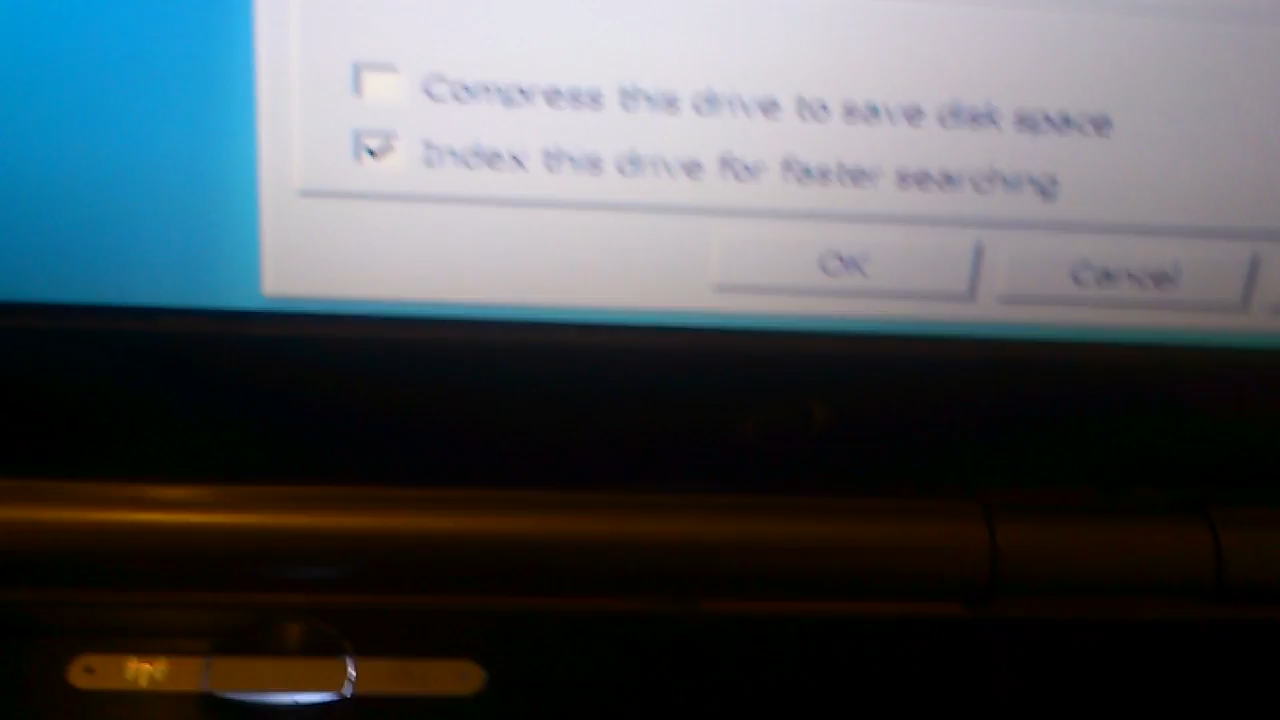 Compress this drive to save disk space
Index this drive for faster searching
OK
Cancel